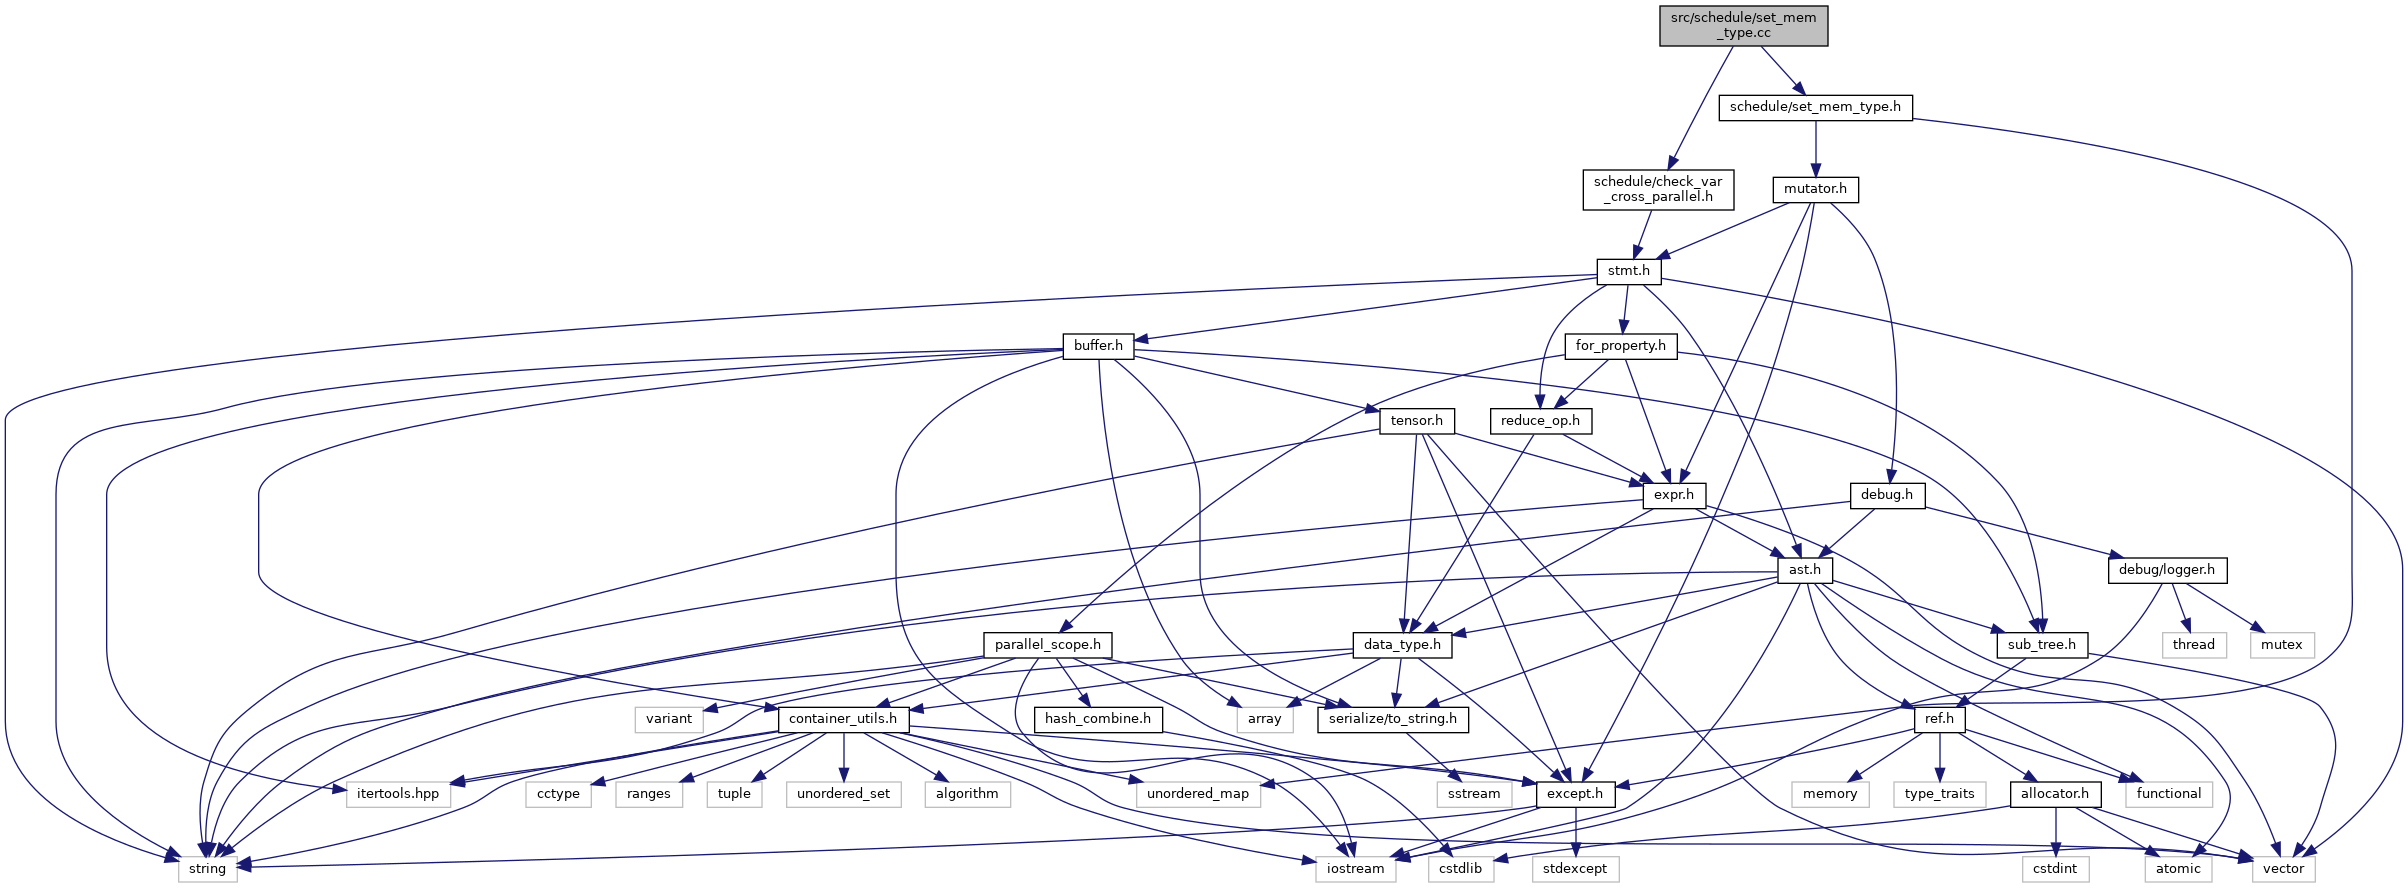 src/schedule/set_mem
_type.cc
schedule/set_mem_type.h
schedule/check_var
_cross_parallel.h
mutator.h
stmt.h
buffer.h
for_property.h
tensor.h
reduce_op.h
expr.h
debug.h
ast.h
debug/logger.h
parallel_scope.h
data_type.h
sub_tree.h
thread
mutex
variant
container_utils.h
hash_combine.h
array
serialize/to_string.h
ref.h
itertools.hpp
cctype
ranges
tuple
unordered_set
algorithm
unordered_map
sstream
except.h
memory
type_traits
allocator.h
functional
string
iostream
cstdlib
stdexcept
cstdint
atomic
vector